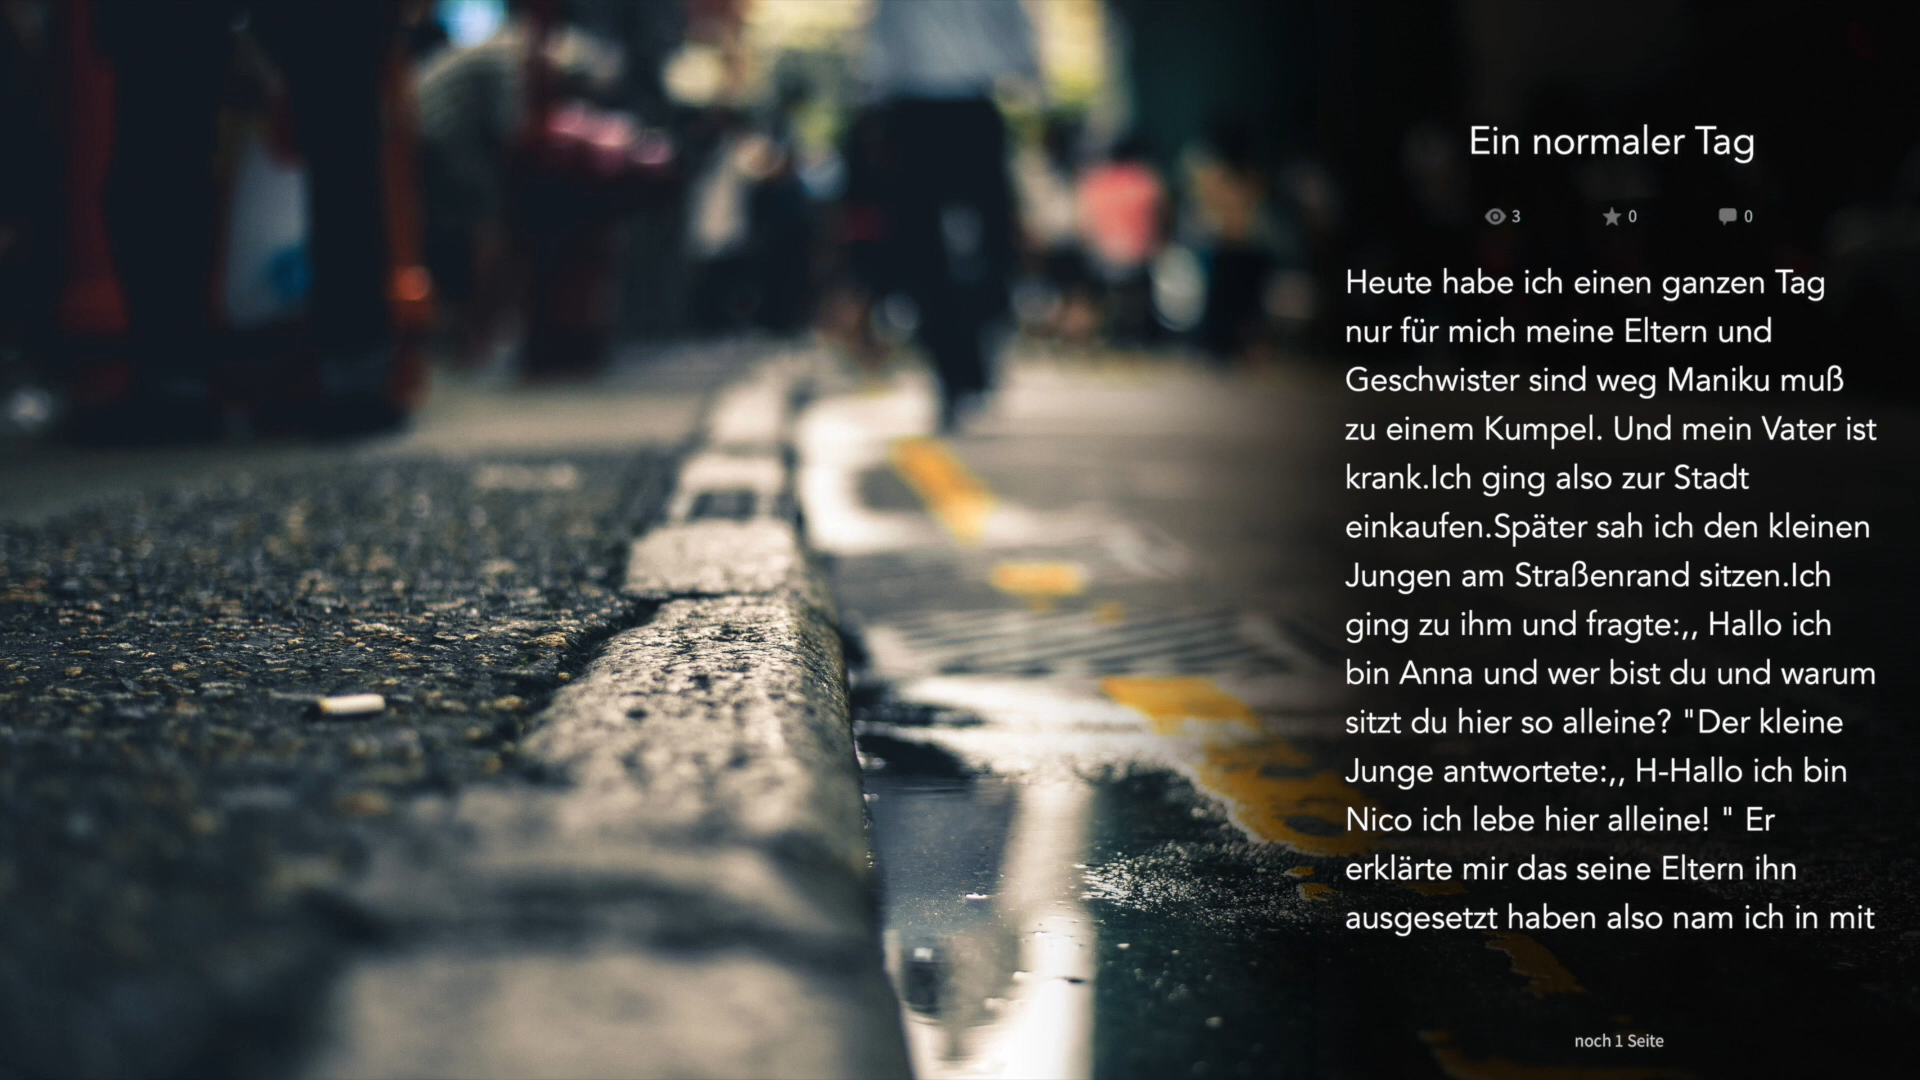 Ein normaler Tag
3 0 0
Heute habe ich einen ganzen Tag
nur für mich meine Eltern und
Geschwister sind weg Maniku muß
zu einem Kumpel. Und mein Vater ist
krank.Ich ging also zur Stadt
einkaufen.Später sah ich den kleinen
Jungen am Straßenrand sitzen.Ich
ging zu ihm und fragte:,, Hallo ich
bin Anna und wer bist du und warum
sitzt du hier so alleine? "Der kleine
Junge antwortete:,, H-Hallo ich bin
Nico ich lebe hier alleine! " Er
erklärte mir das seine Eltern ihn
ausgesetzt haben also nam ich in mit
noch 1 Seite